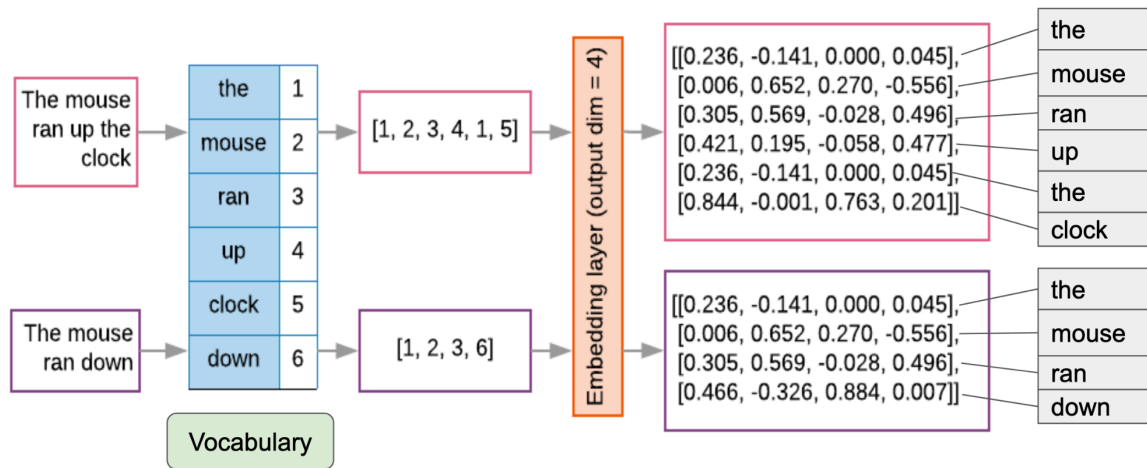 The mouse
ran up the
clock
the 1
mouse 2
ran 3
up 4
clock 5
down 6
[1, 2, 3, 4, 1, 5]
Embedding layer (output dim = 4)
[[0.236, -0.141, 0.000, 0.045],
[0.006, 0.652, 0.270, -0.556],
[0.305, 0.569, -0.028, 0.496],
[0.421, 0.195, -0.058, 0.477],
[0.236, -0.141, 0.000, 0.045],
[0.844, -0.001, 0.763, 0.201]]
the
mouse
ran
up
the
clock
The mouse
ran down
[1, 2, 3, 6]
[[0.236, -0.141, 0.000, 0.045],
[0.006, 0.652, 0.270, -0.556],
[0.305, 0.569, -0.028, 0.496],
[0.466, -0.326, 0.884, 0.007]]
the
mouse
ran
down
Vocabulary